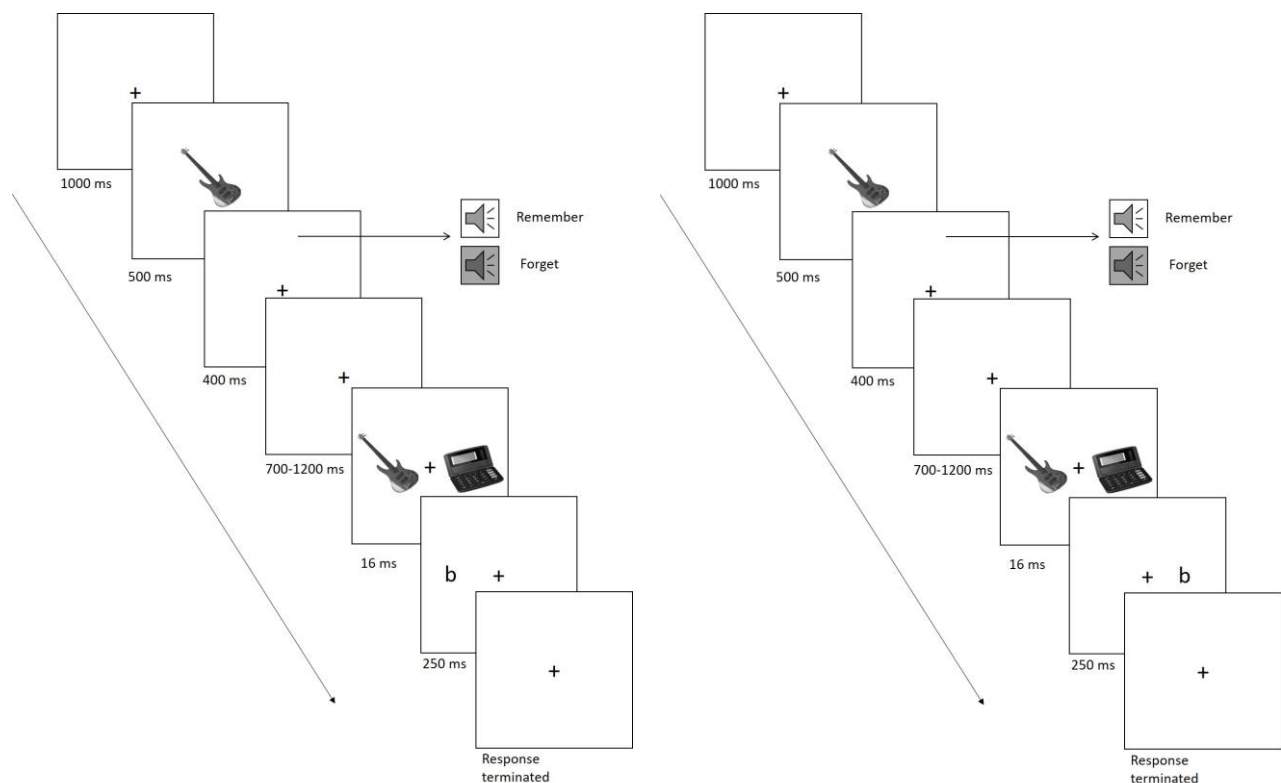 +
1000 ms
500 ms
Remember
Forget
+
400 ms
+
700-1200 ms
+
16 ms
b +
250 ms
+
Response
terminated
+
1000 ms
500 ms
Remember
Forget
+
400 ms
+
700-1200 ms
+
16 ms
+ b
250 ms
+
Response
terminated